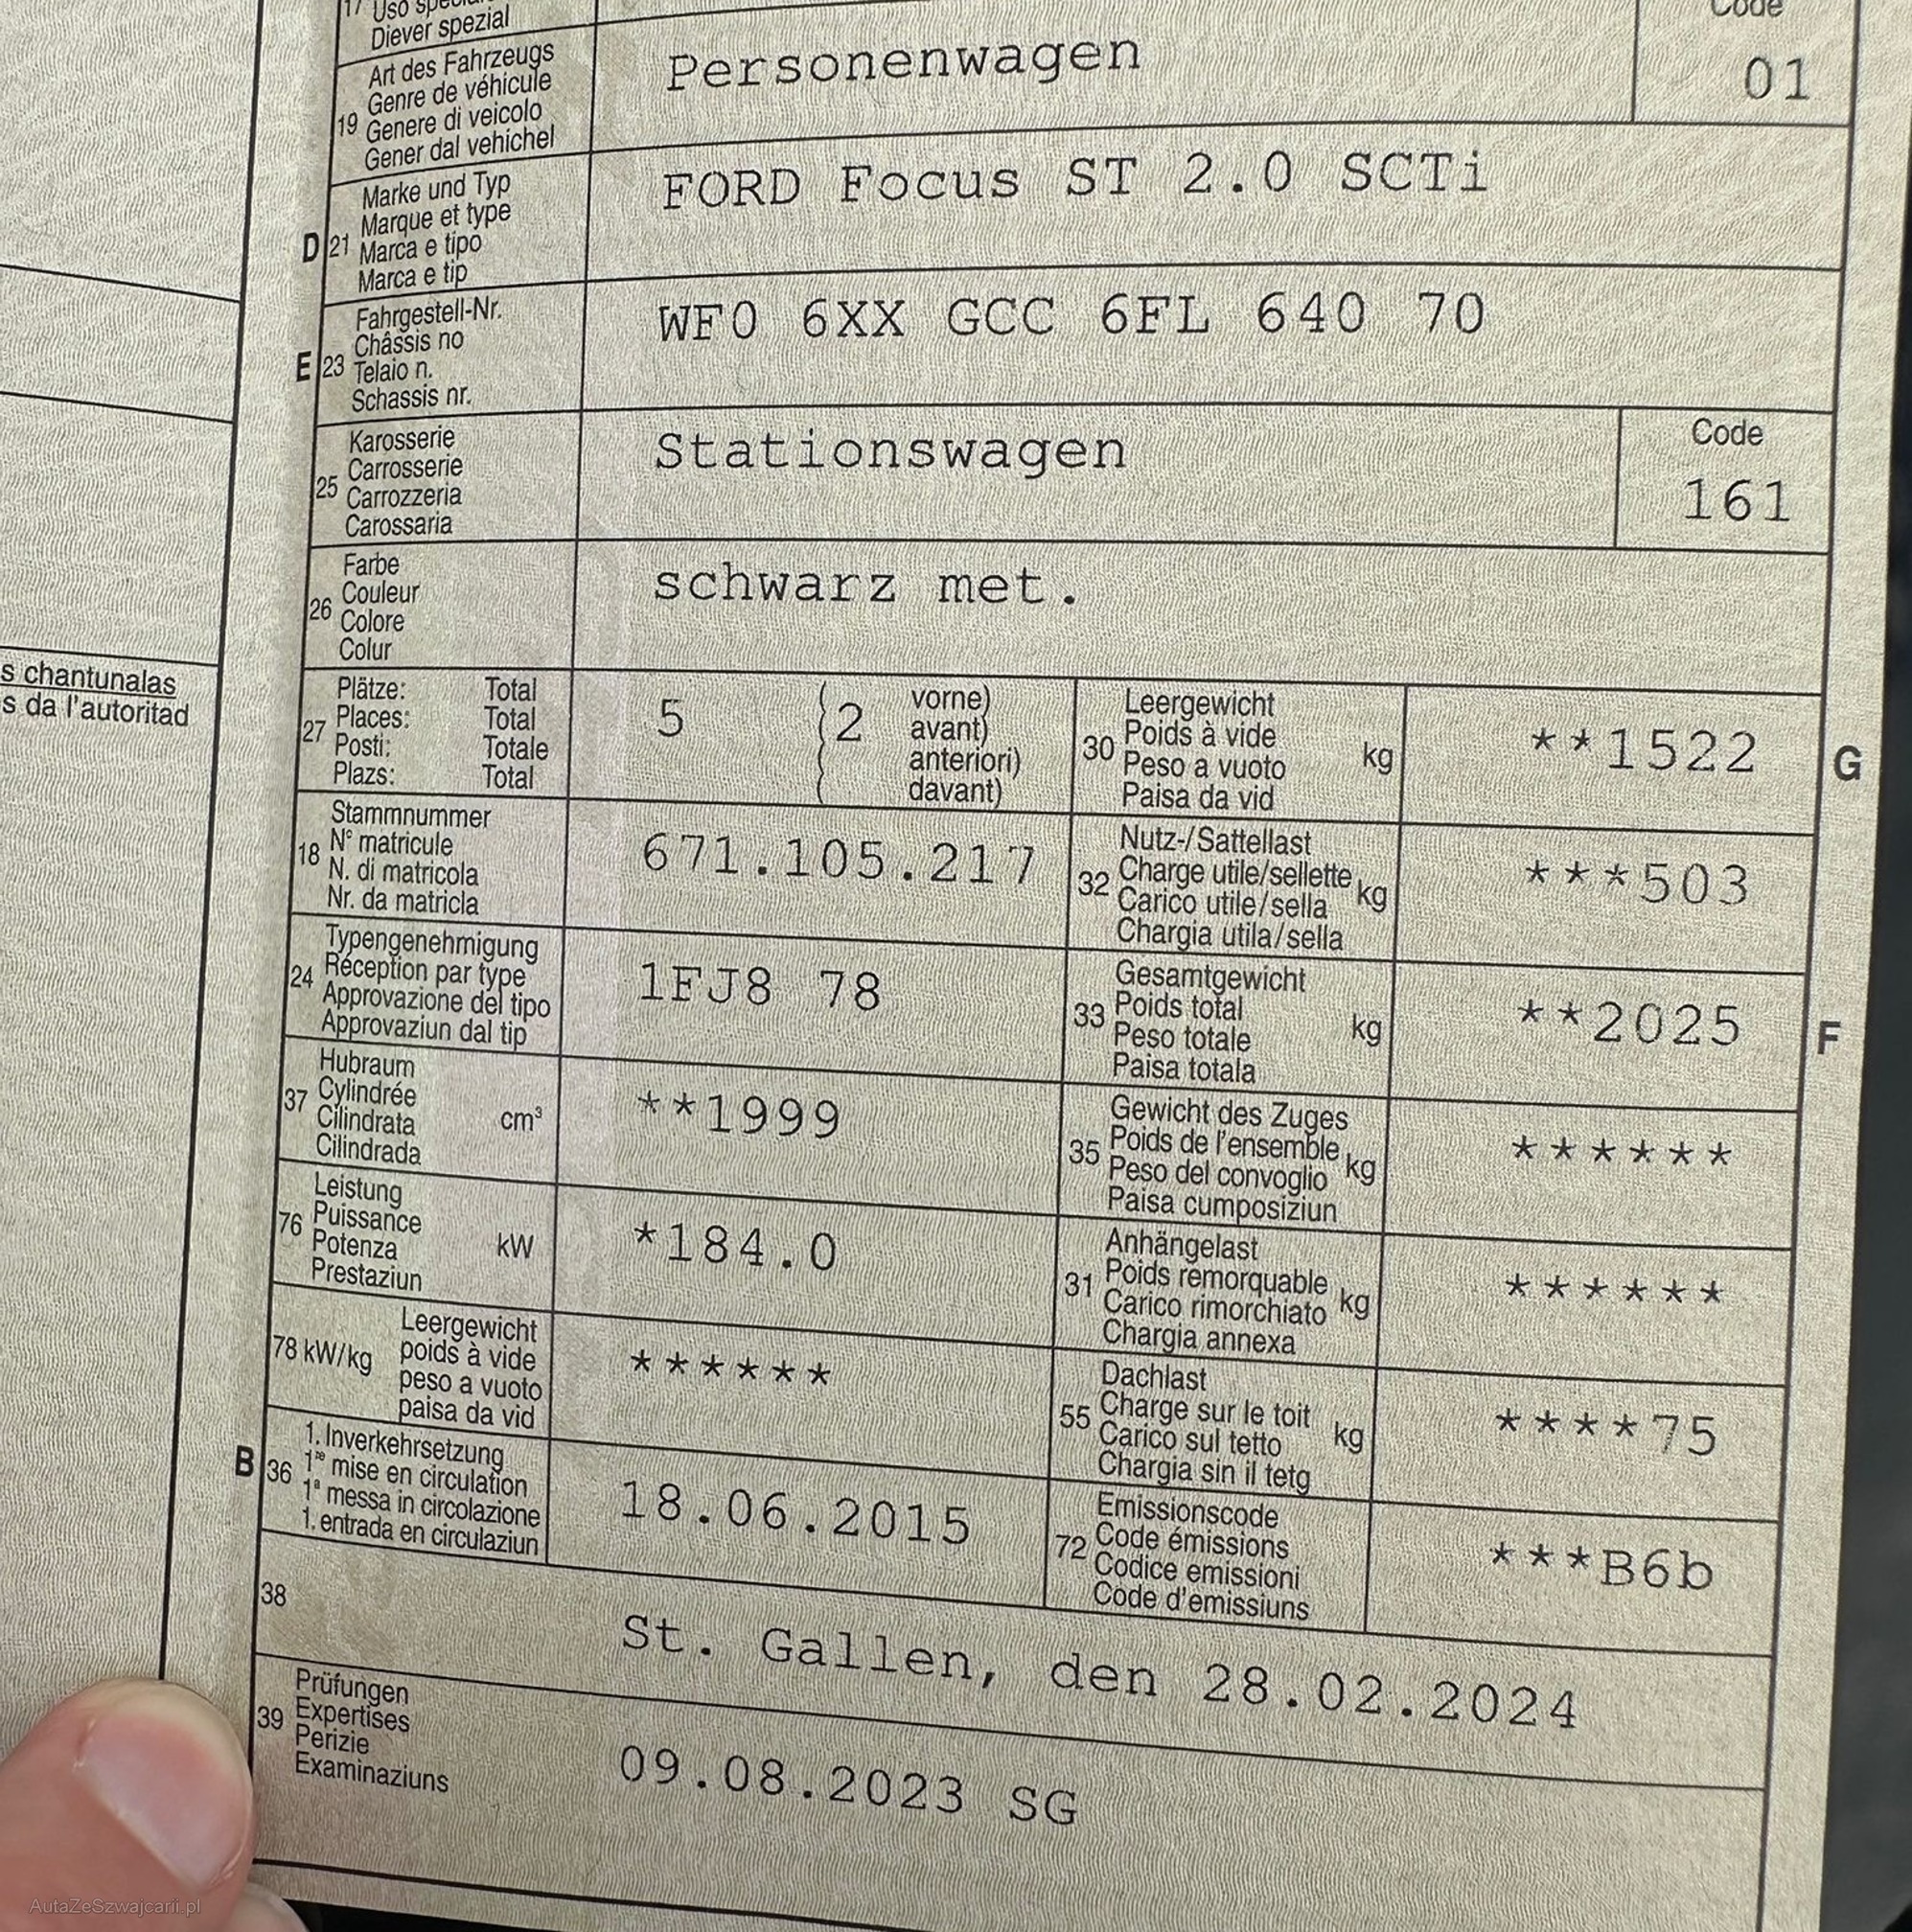 17 Uso
Diever spezial
Code
19 Art des Fahrzeugs
Genre de véhicule
Genere di veicolo
Gener dal vehichel
Personenwagen
01
D 21 Marke und Typ
Marque et type
Marca e tipo
Marca e tip
FORD Focus ST 2.0 SCTi
E 23 Fahrgestell-Nr.
Châssis no
Telaio n.
Schassis nr.
WF0 6XX GCC 6FL 640 70
25 Karosserie
Carrosserie
Carrozzeria
Carossaria
Stationswagen
Code
161
26 Farbe
Couleur
Colore
Colur
schwarz met.
s chantunalas
s da l'autoritad
27 Plätze: Total
Places: Total
Posti: Totale
Plazs: Total
5 (2 vorne)
avant)
anteriori)
davant)
30 Leergewicht
Poids à vide
Peso a vuoto
Paisa da vid
kg
**1522
G
18 Stammnummer
N° matricule
N. di matricola
Nr. da matricla
671.105.217
32 Nutz-/Sattellast
Charge utile/sellette
Carico utile/sella
Chargia utila/sella
kg
***503
24 Typengenehmigung
Réception par type
Approvazione del tipo
Approvaziun dal tip
1FJ8 78
33 Gesamtgewicht
Poids total
Peso totale
Paisa totala
kg
**2025
F
37 Hubraum
Cylindrée
Cilindrata
Cilindrada
cm³
**1999
35 Gewicht des Zuges
Poids de l'ensemble
Peso del convoglio
Paisa cumposiziun
kg
******
76 Leistung
Puissance
Potenza
Prestaziun
kW
*184.0
31 Anhängelast
Poids remorquable
Carico rimorchiato
Chargia annexa
kg
******
78 kW/kg Leergewicht
poids à vide
peso a vuoto
paisa da vid
******
55 Dachlast
Charge sur le toit
Carico sul tetto
Chargia sin il tetg
kg
****75
B 36 1. Inverkehrsetzung
1re mise en circulation
1a messa in circolazione
1. entrada en circulaziun
18.06.2015
72 Emissionscode
Code émissions
Codice emissioni
Code d'emissiuns
***B6b
38
St. Gallen, den 28.02.2024
39 Prüfungen
Expertises
Perizie
Examinaziuns
09.08.2023 SG
AutaZeSzwajcarii.pl